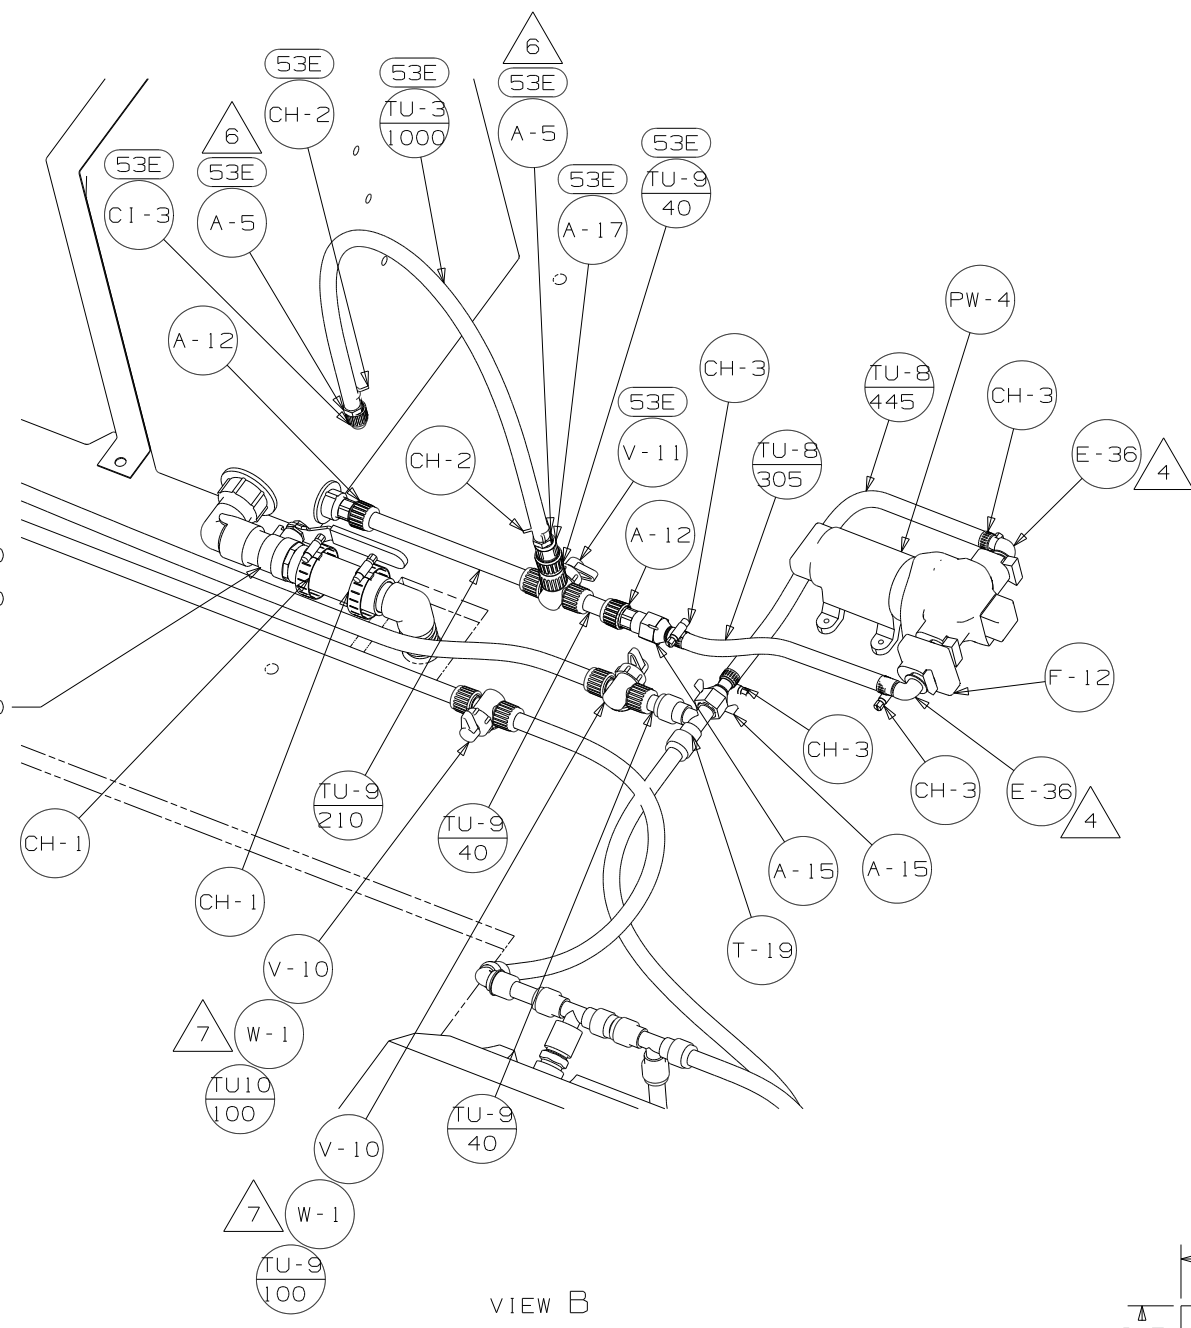 6
53E
A-5
53E
CH-2
53E
TU-3
1000
6
53E
A-5
53E
CI-3
53E
A-17
53E
TU-9
40
A-12
PW-4
CH-3
TU-8
445
CH-3
53E
V-11
CH-2
TU-8
305
E-36
4
A-12
F-12
CH-3
CH-3
E-36
4
TU-9
210
TU-9
40
CH-1
CH-1
A-15
A-15
T-19
V-10
7
W-1
TU10
100
TU-9
40
V-10
7
W-1
TU-9
100
VIEW B